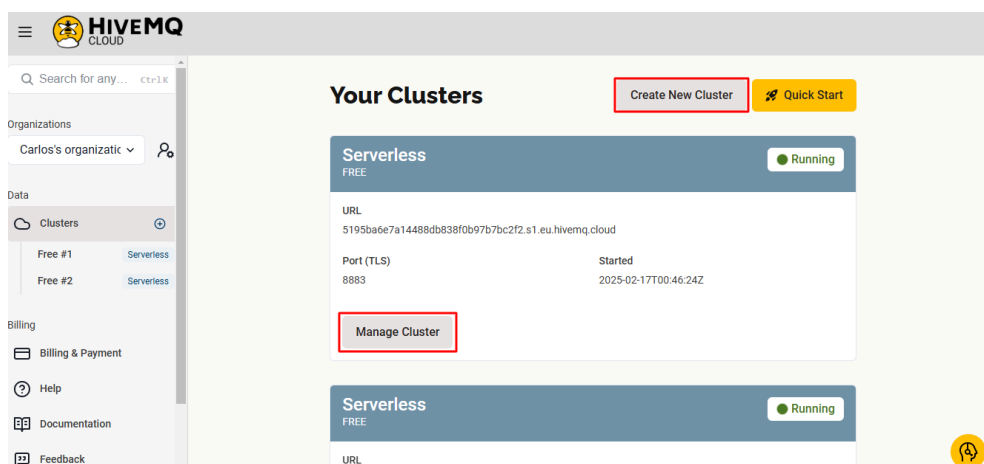 HIVEMQ
CLOUD
Search for any... Ctrl K
Organizations
Carlos's organizatic
Data
Clusters
Free #1 Serverless
Free #2 Serverless
Billing
Billing & Payment
Help
Documentation
Feedback
Your Clusters
Create New Cluster
Quick Start
Serverless
FREE
Running
URL
5195ba6e7a14488db838f0b97b7bc2f2.s1.eu.hivemq.cloud
Port (TLS)
8883
Started
2025-02-17T00:46:24Z
Manage Cluster
Serverless
FREE
Running
URL